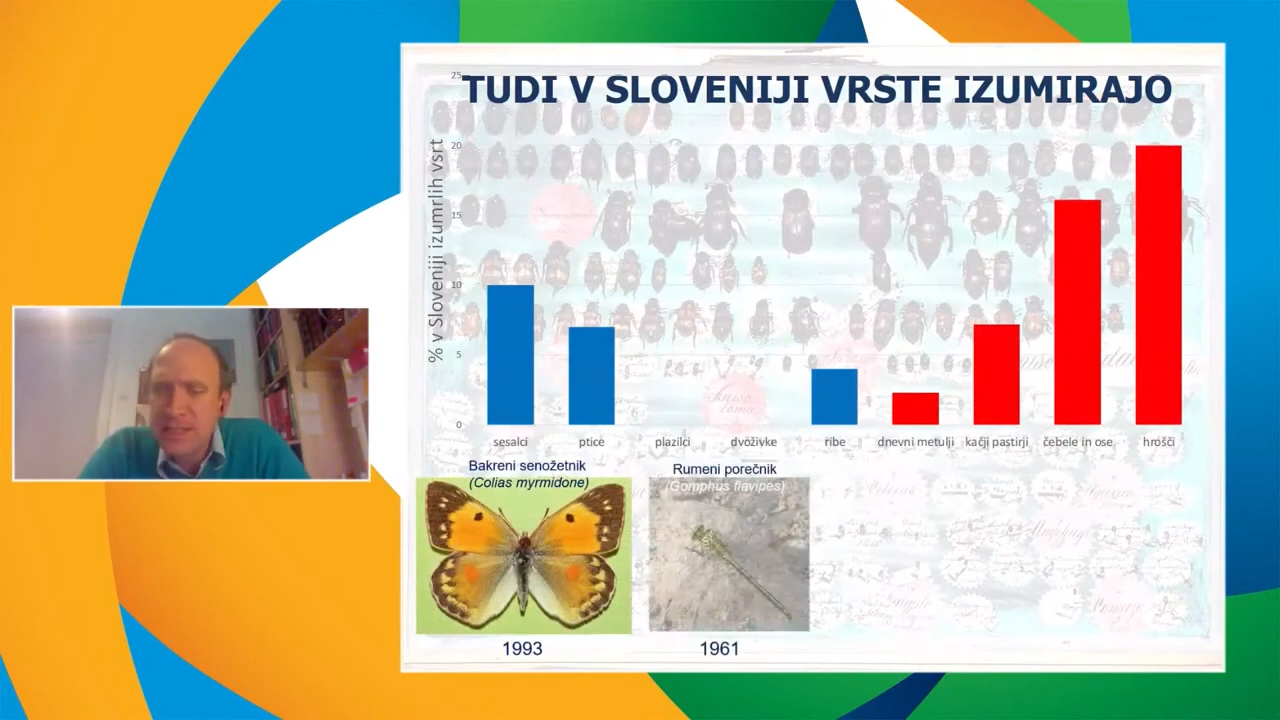 TUDI V SLOVENIJI VRSTE IZUMIRAJO
% v Sloveniji izumrlih vsrt
25
20
15
10
5
0
sesalci ptice plazilci dvoživke ribe dnevni metulji kačji pastirji čebele in ose hrošči
Bakreni senožetnik
(Colias myrmidone)
Rumeni porečnik
(Gomphus flavipes)
1993
1961